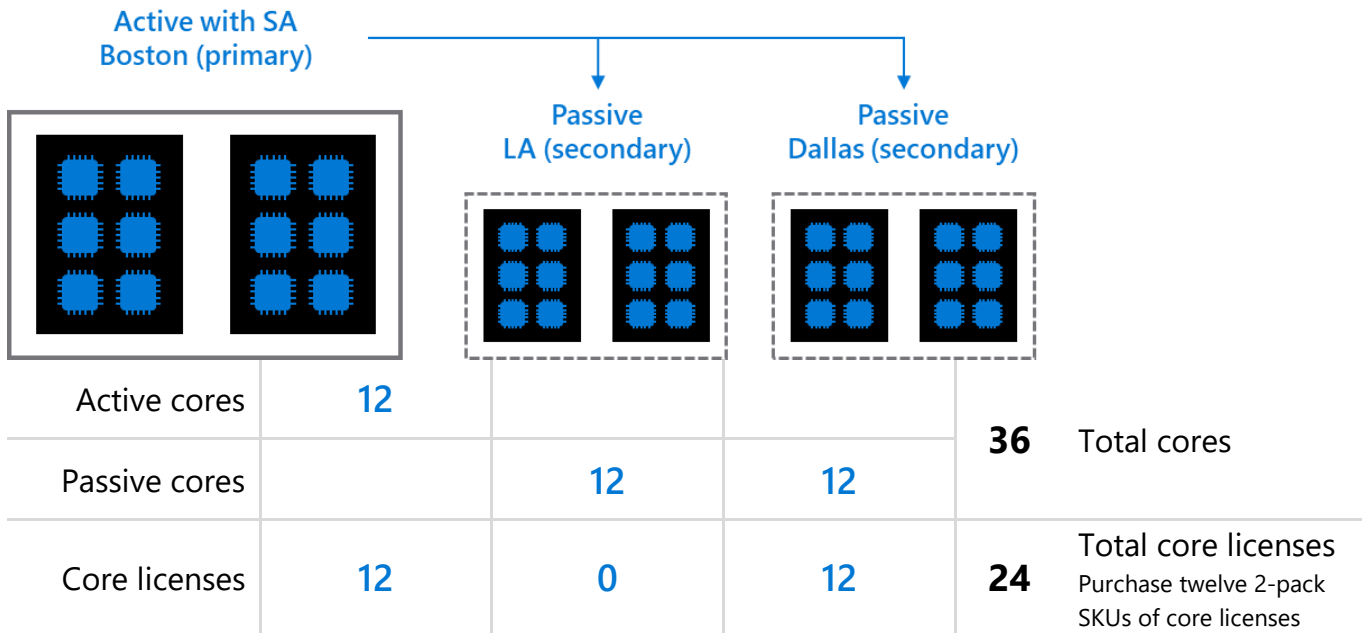 Active with SA
Boston (primary)
Passive
LA (secondary)
Passive
Dallas (secondary)
Active cores
12
36
Total cores
Passive cores
12
12
Core licenses
12
0
12
24
Total core licenses
Purchase twelve 2-pack
SKUs of core licenses